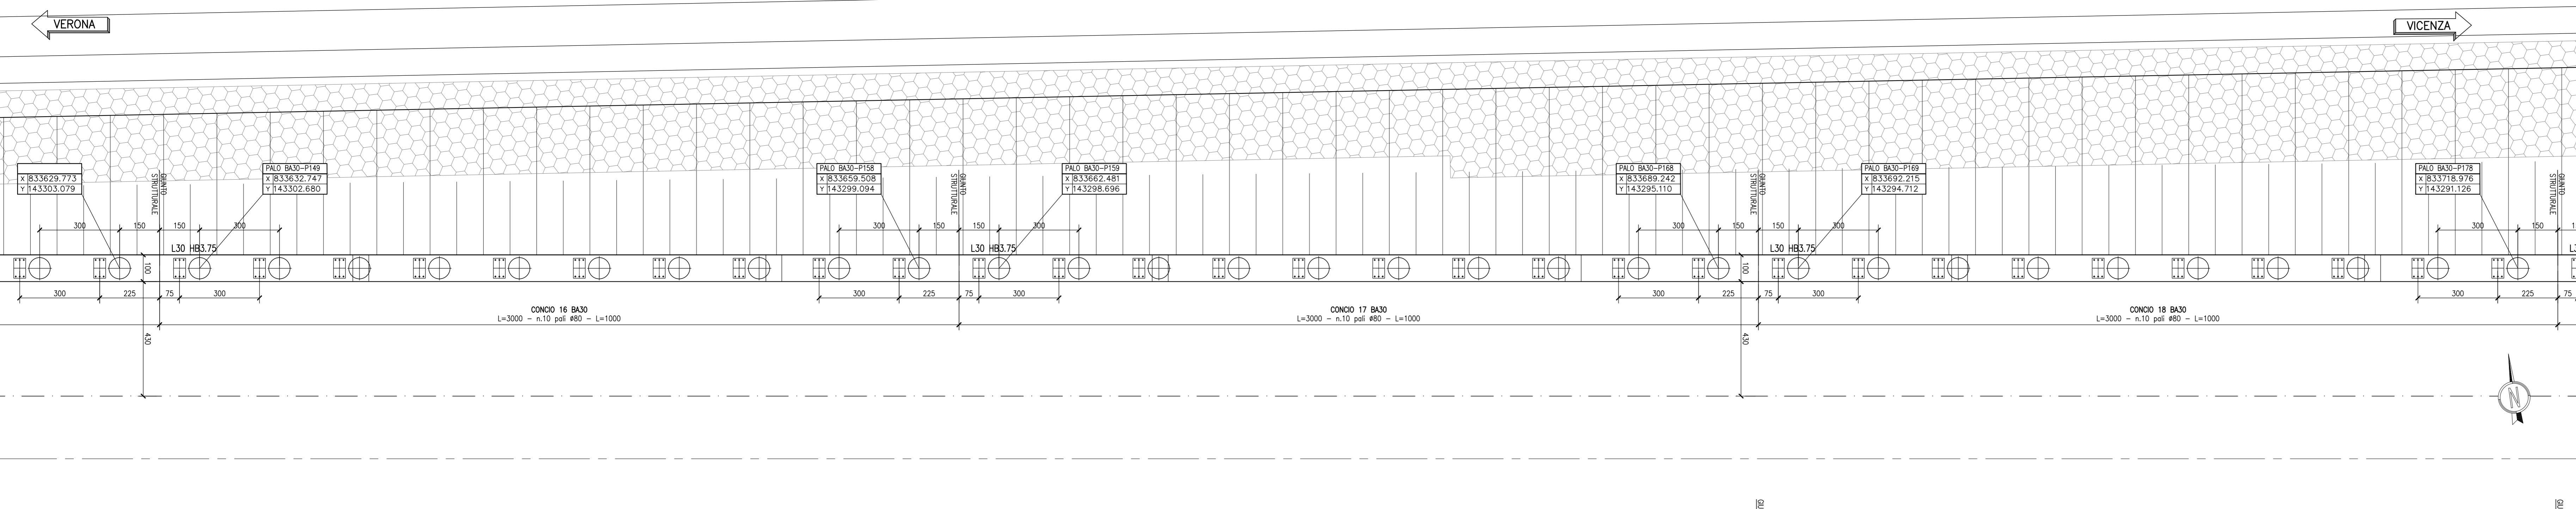 VERONA
VICENZA
X 833629.773
Y 143303.079
PALO BA30-P149
X 833632.747
Y 143302.680
PALO BA30-P158
X 833659.508
Y 143299.094
PALO BA30-P159
X 833662.481
Y 143298.696
PALO BA30-P168
X 833689.242
Y 143295.110
PALO BA30-P169
X 833692.215
Y 143294.712
PALO BA30-P178
X 833718.976
Y 143291.126
GIUNTO
STRUTTURALE
GIUNTO
STRUTTURALE
GIUNTO
STRUTTURALE
GIUNTO
STRUTTURALE
300 150 150 300
300 150 150 300
300 150 150 300
300 150
L30 HB3.75
L30 HB3.75
L30 HB3.75
100
100
300 225 75 300
300 225 75 300
300 225 75 300
300 225 75
CONCIO 16 BA30
L=3000 - n.10 pali Ø80 - L=1000
CONCIO 17 BA30
L=3000 - n.10 pali Ø80 - L=1000
CONCIO 18 BA30
L=3000 - n.10 pali Ø80 - L=1000
430
430
N
GIU
GIU